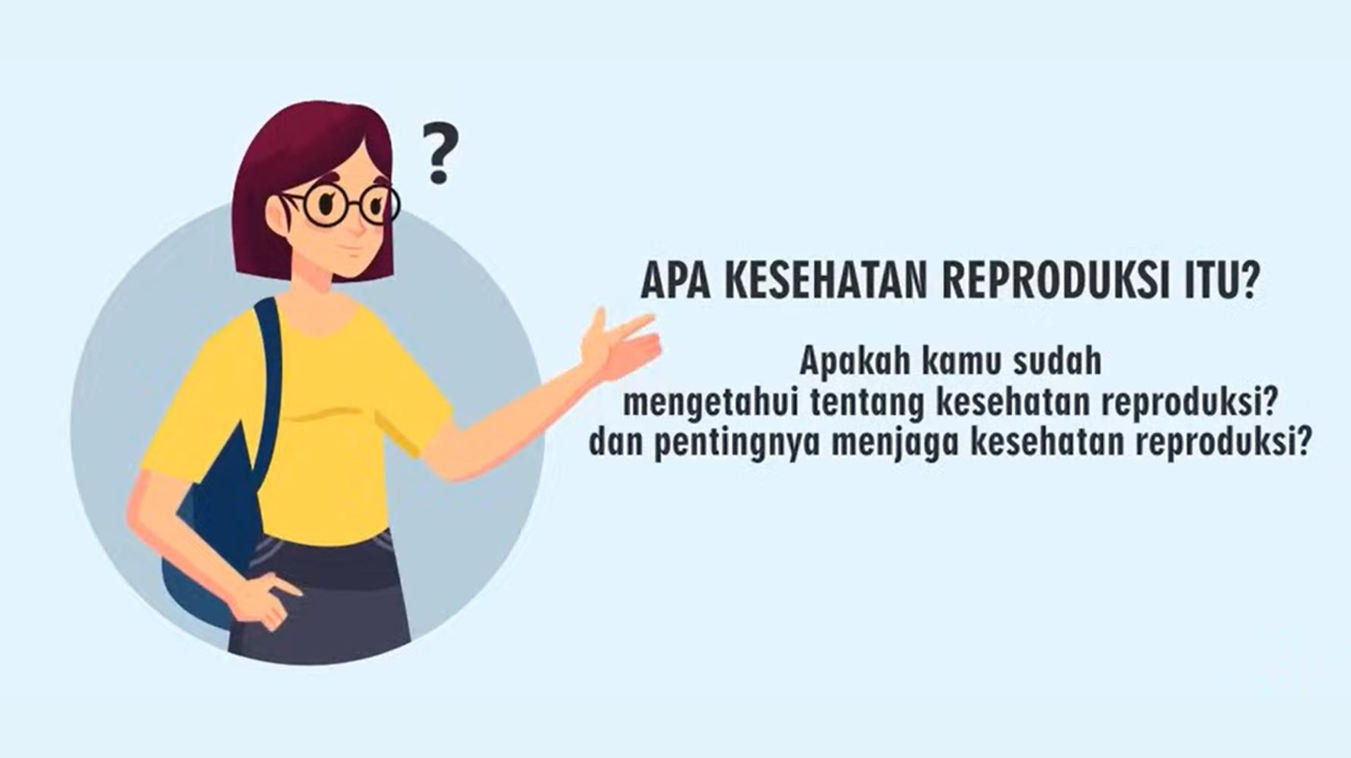 ?
APA KESEHATAN REPRODUKSI ITU?
Apakah kamu sudah
mengetahui tentang kesehatan reproduksi?
dan pentingnya menjaga kesehatan reproduksi?